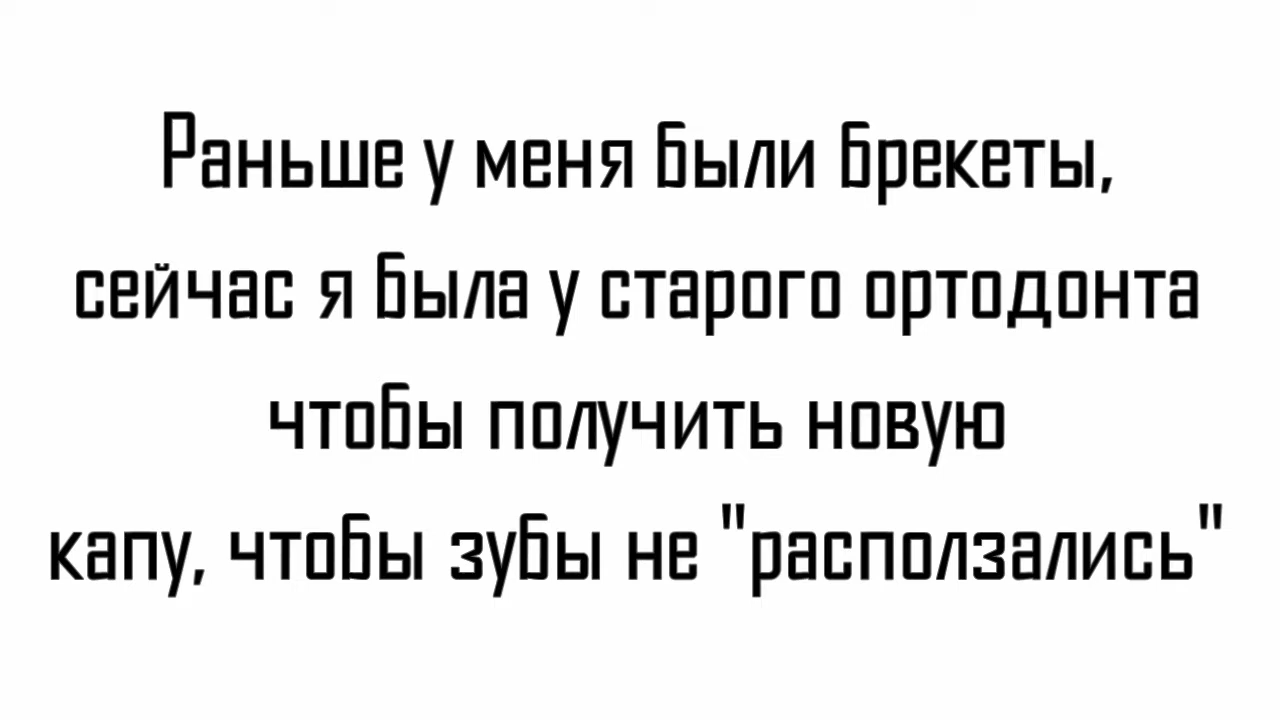 Раньше у меня были брекеты,
сейчас я была у старого ортодонта
чтобы получить новую
капу, чтобы зубы не "расползались"